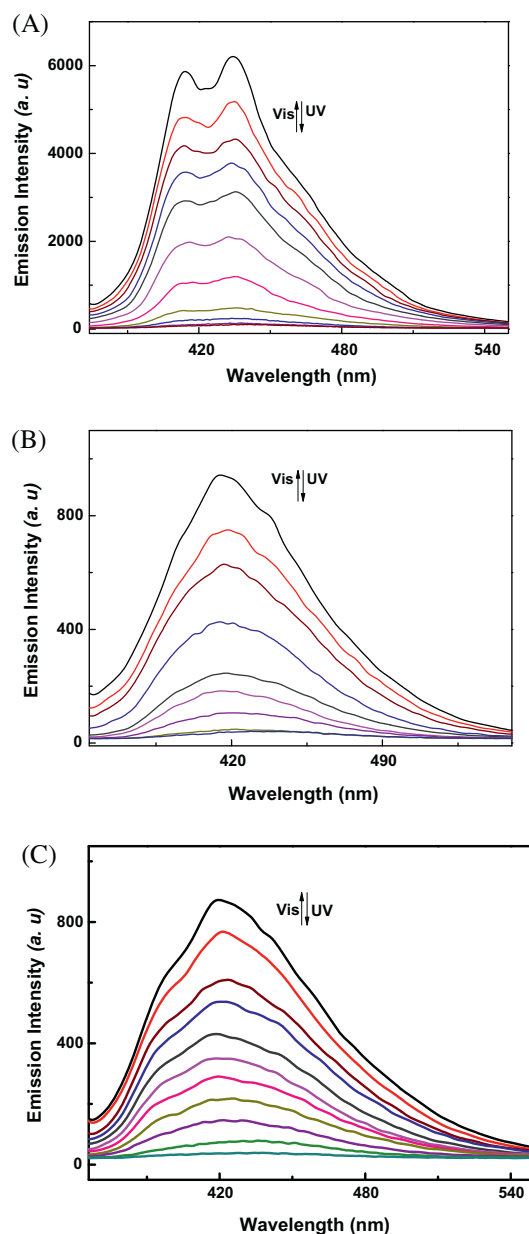 (A)
6000
4000
2000
0
Emission Intensity (a. u)
Vis UV
420 480 540
Wavelength (nm)
(B)
800
400
0
Emission Intensity (a. u)
Vis UV
420 490
Wavelength (nm)
(C)
800
400
0
Emission Intensity (a. u)
Vis UV
420 480 540
Wavelength (nm)